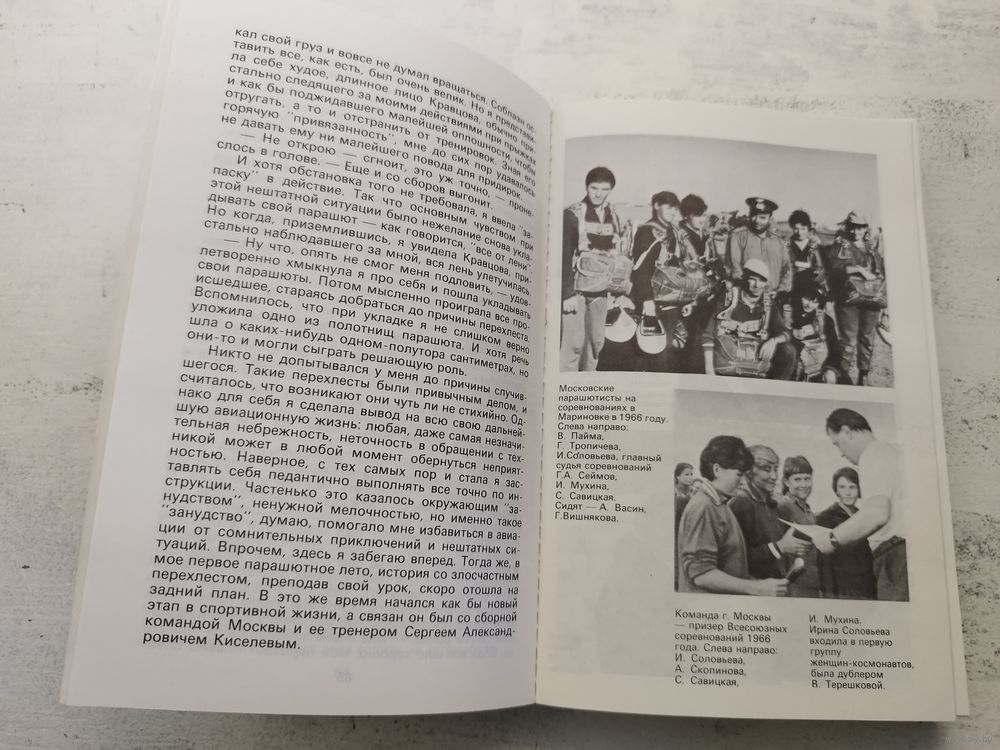 кал свой груз и вовсе не думал вращаться. Соблазн ос-
тавить все, как есть, был очень велик. Но я представи-
ла себе худое, длинное лицо Кравцова, обычно при-
стально следящего за моими действиями при прыжках
и как бы поджидавшего малейшей оплошности, чтобы
отругать, а то и отстранить от тренировок. Зная его
горячую "привязанность", мне до сих пор удавалось
не давать ему ни малейшего повода для придирок.
— Не открою — сгноит, это уж точно, — проне-
слось в голове. — Еще и со сборов выгонит.
И хотя обстановка того не требовала, я ввела "за-
паску" в действие. Так что основным чувством при
этой нештатной ситуации было нежелание снова укла-
дывать свой парашют — как говорится, "все от лени".
Но когда, приземлившись, я увидела Кравцова, при-
стально наблюдавшего за мной, вся лень улетучилась.
— Ну что, опять не смог меня подловить, — удов-
летворенно хмыкнула я про себя и пошла укладывать
свои парашюты. Потом мысленно проиграла все про-
исшедшее, стараясь добраться до причины перехлеста.
Вспомнилось, что при укладке я не слишком верно
уложила одно из полотнищ парашюта. И хотя речь
шла о каких-нибудь одном-полутора сантиметрах, но
они-то и могли сыграть решающую роль.
Никто не допытывался у меня до причины случив-
шегося. Такие перехлесты были привычным делом, и
считалось, что возникают они чуть ли не стихийно. Од-
нако для себя я сделала вывод на всю свою дальней-
шую авиационную жизнь: любая, даже самая незначи-
тельная небрежность, неточность в обращении с тех-
никой может в любой момент обернуться неприят-
ностью. Наверное, с тех самых пор и стала я зас-
тавлять себя педантично выполнять все точно по ин-
струкции. Частенько это казалось окружающим "за-
нудством", ненужной мелочностью, но именно такое
"занудство", думаю, помогало мне избавиться в авиа-
ции от сомнительных приключений и нештатных си-
туаций. Впрочем, здесь я забегаю вперед. Тогда же, в
мое первое парашютное лето, история со злосчастным
перехлестом, преподав свой урок, скоро отошла на
задний план. В это же время начался как бы новый
этап в спортивной жизни, а связан он был со сборной
командой Москвы и ее тренером Сергеем Александ-
ровичем Киселевым.
Московские
парашютисты на
соревнованиях в
Мариновке в 1966 году.
Слева направо:
В. Пайма,
Г. Тропичева,
И.Соловьева, главный
судья соревнований
Г.А. Сеймов,
И. Мухина,
С. Савицкая.
Сидят — А. Васин,
Г.Вишнякова.
Команда г. Москвы
— призер Всесоюзных
соревнований 1966
года. Слева направо:
И. Соловьева,
А. Скопинова,
С. Савицкая,
И. Мухина.
Ирина Соловьева
входила в первую
группу
женщин-космонавтов,
была дублером
В. Терешковой.